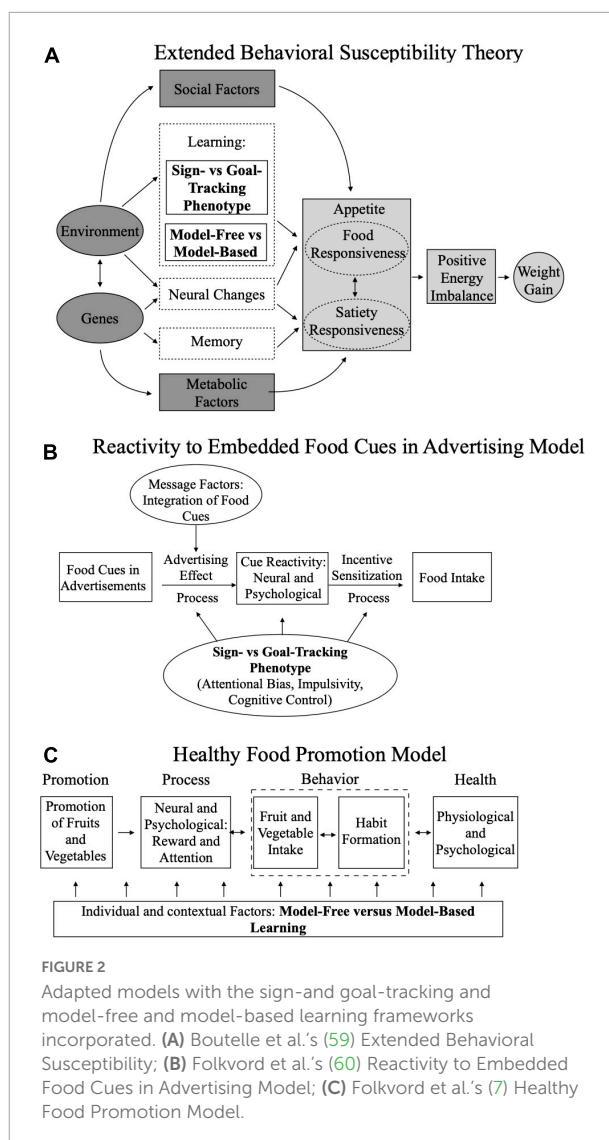 A
Extended Behavioral Susceptibility Theory
Social Factors
Learning:
Sign- vs Goal-
Tracking
Phenotype
Model-Free vs
Model-Based
Environment
Genes
Neural Changes
Memory
Metabolic
Factors
Appetite
Food
Responsiveness
Satiety
Responsiveness
Positive
Energy
Imbalance
Weight
Gain
B
Reactivity to Embedded Food Cues in Advertising Model
Message Factors:
Integration of Food
Cues
Food Cues in
Advertisements
Advertising
Effect
Process
Cue Reactivity:
Neural and
Psychological
Incentive
Sensitization
Process
Food Intake
Sign- vs Goal-Tracking
Phenotype
(Attentional Bias, Impulsivity,
Cognitive Control)
C
Healthy Food Promotion Model
Promotion
Process
Behavior
Health
Promotion
of Fruits
and
Vegetables
Neural and
Psychological:
Reward and
Attention
Fruit and
Vegetable
Intake
Habit
Formation
Physiological
and
Psychological
Individual and contextual Factors: Model-Free versus Model-Based
Learning
FIGURE 2
Adapted models with the sign-and goal-tracking and
model-free and model-based learning frameworks
incorporated. (A) Boutelle et al.'s (59) Extended Behavioral
Susceptibility; (B) Folkvord et al.'s (60) Reactivity to Embedded
Food Cues in Advertising Model; (C) Folkvord et al.'s (7) Healthy
Food Promotion Model.